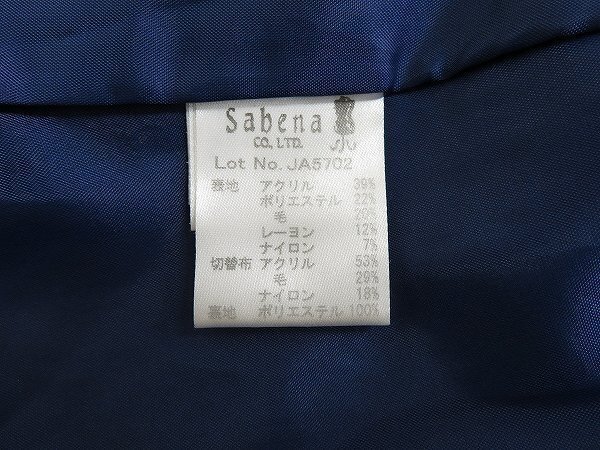 Sabena
CO., LTD.
Lot No. JA5702
表地 アクリル 39%
ポリエステル 22%
毛 20%
レーヨン 12%
ナイロン 7%
切替布 アクリル 53%
毛 29%
ナイロン 18%
裏地 ポリエステル 100%